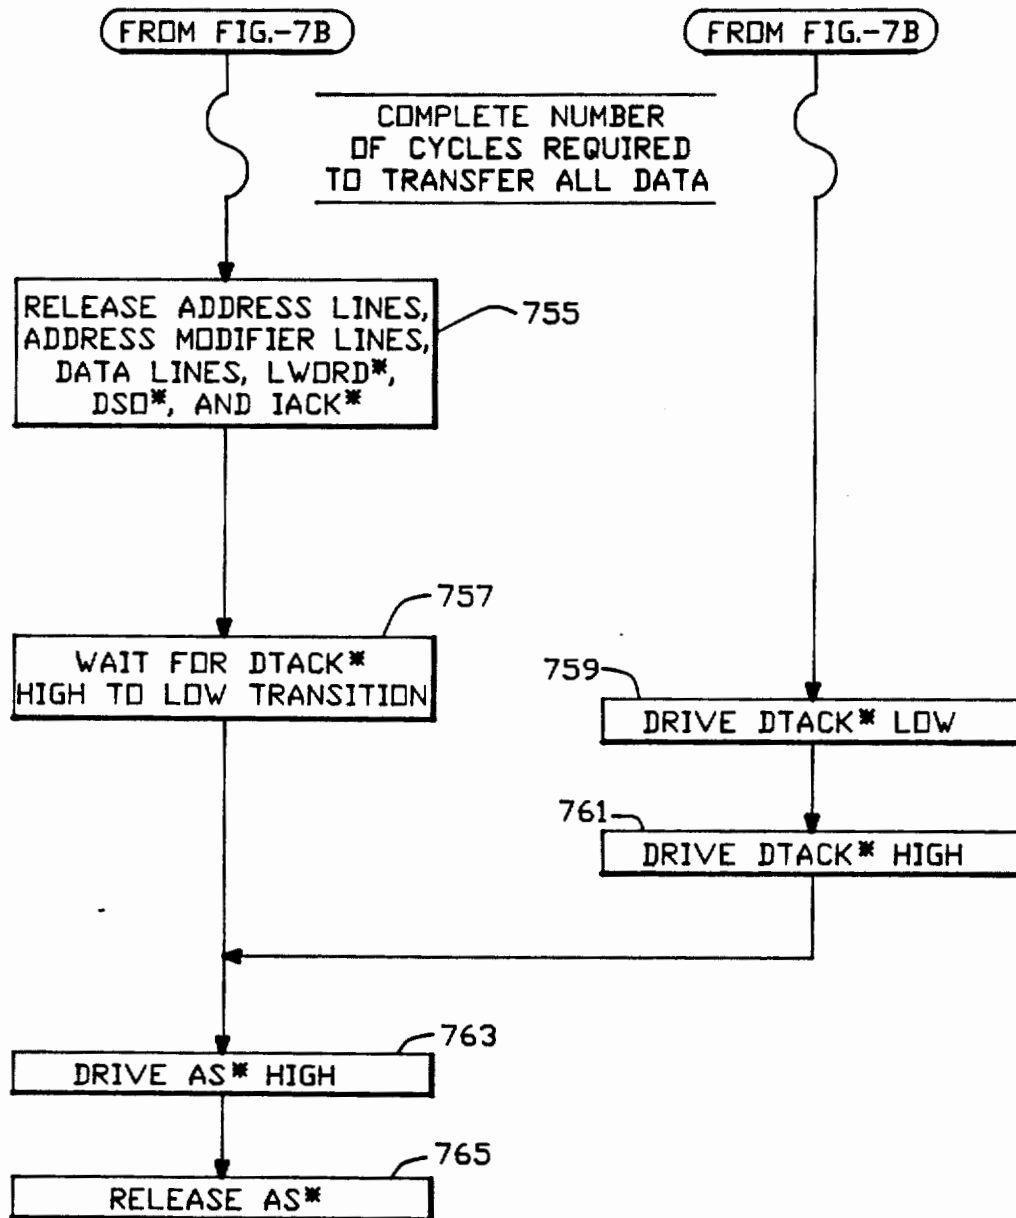 FROM FIG.-7B
FROM FIG.-7B
COMPLETE NUMBER
OF CYCLES REQUIRED
TO TRANSFER ALL DATA
RELEASE ADDRESS LINES,
ADDRESS MODIFIER LINES,
DATA LINES, LWORD*,
DSO*, AND IACK*
755
757
WAIT FOR DTACK*
HIGH TO LOW TRANSITION
759
DRIVE DTACK* LOW
761
DRIVE DTACK* HIGH
763
DRIVE AS* HIGH
765
RELEASE AS*